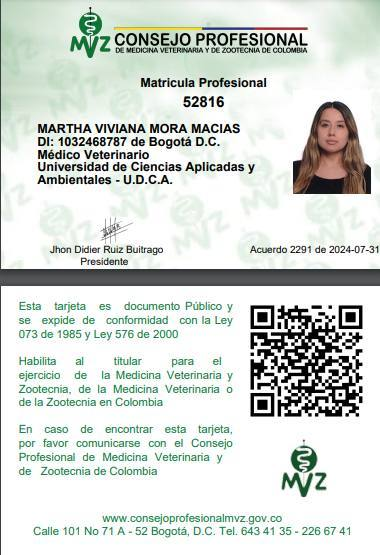 MVZ CONSEJO PROFESIONAL
DE MEDICINA VETERINARIA Y DE ZOOTECNIA DE COLOMBIA
Matricula Profesional
52816
MARTHA VIVIANA MORA MACIAS
DI: 1032468787 de Bogotá D.C.
Médico Veterinario
Universidad de Ciencias Aplicadas y
Ambientales - U.D.C.A.
Jhon Didier Ruiz Buitrago
Presidente
Acuerdo 2291 de 2024-07-31
Esta tarjeta es documento Público y
se expide de conformidad con la Ley
073 de 1985 y Ley 576 de 2000
Habilita al titular para el
ejercicio de la Medicina Veterinaria y
Zootecnia, de la Medicina Veterinaria o
de la Zootecnia en Colombia
En caso de encontrar esta tarjeta,
por favor comunicarse con el Consejo
Profesional de Medicina Veterinaria y
de Zootecnia de Colombia
MVZ
www.consejoprofesionalmvz.gov.co
Calle 101 No 71 A - 52 Bogotá, D.C. Tel. 643 41 35 - 226 67 41